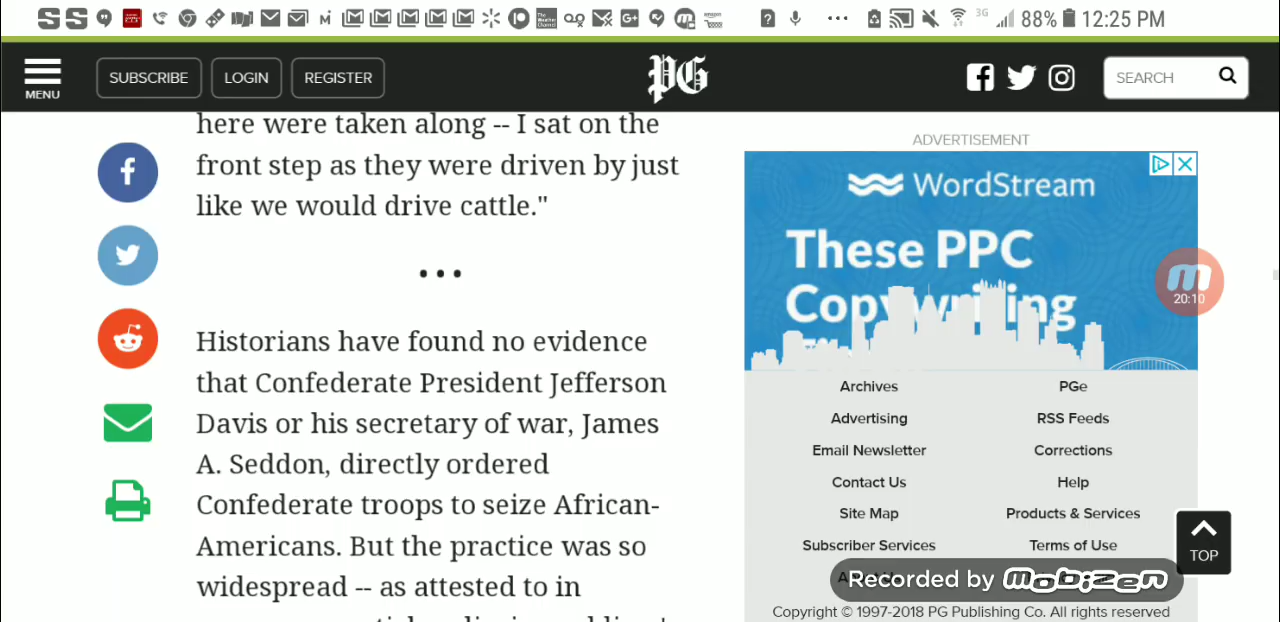 3G 88% 12:25 PM
MENU
SUBSCRIBE
LOGIN
REGISTER
PG
SEARCH
here were taken along -- I sat on the
front step as they were driven by just
like we would drive cattle."
• • •
Historians have found no evidence
that Confederate President Jefferson
Davis or his secretary of war, James
A. Seddon, directly ordered
Confederate troops to seize African-
Americans. But the practice was so
widespread -- as attested to in
ADVERTISEMENT
WordStream
These PPC
Copywriting
20:10
Archives
PGe
Advertising
RSS Feeds
Email Newsletter
Corrections
Contact Us
Help
Site Map
Products & Services
Subscriber Services
Terms of Use
TOP
Recorded by mobizen
Copyright © 1997-2018 PG Publishing Co. All rights reserved